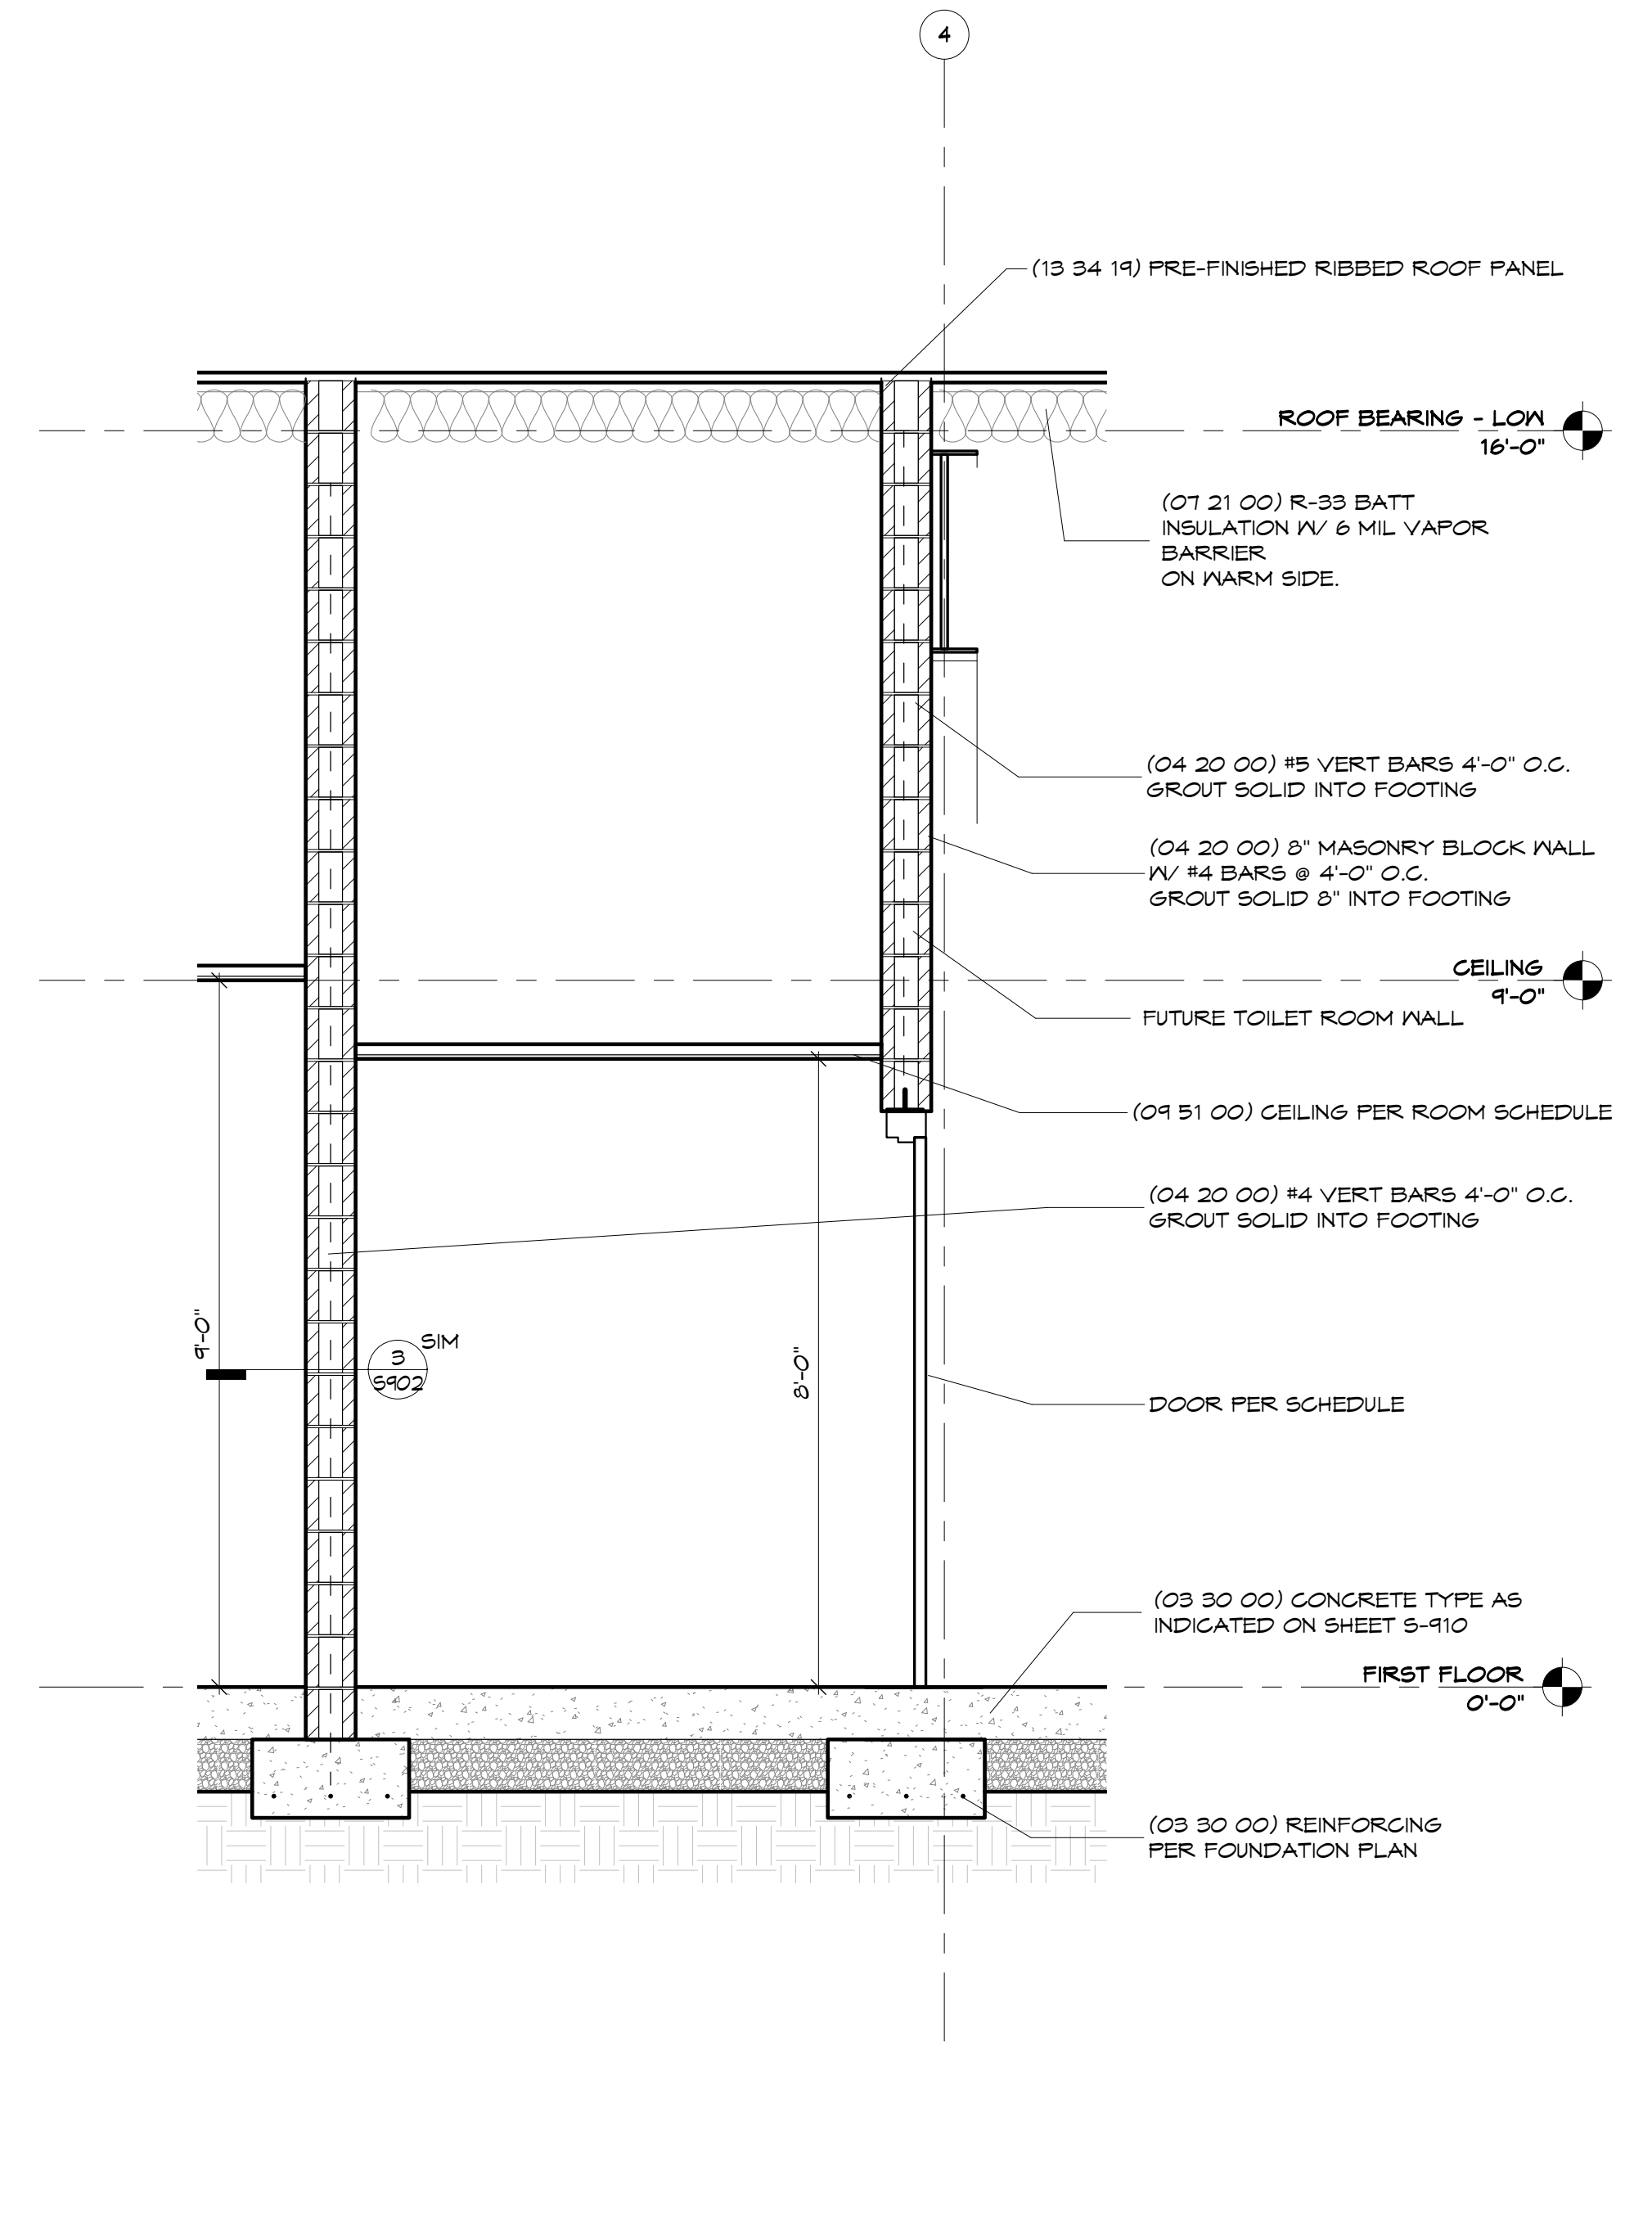 4
(13 34 19) PRE-FINISHED RIBBED ROOF PANEL
ROOF BEARING - LOW
16'-0"
(07 21 00) R-33 BATT
INSULATION W/ 6 MIL VAPOR
BARRIER
ON WARM SIDE.
(04 20 00) #5 VERT BARS 4'-0" O.C.
GROUT SOLID INTO FOOTING
(04 20 00) 8" MASONRY BLOCK WALL
W/ #4 BARS @ 4'-0" O.C.
GROUT SOLID 8" INTO FOOTING
CEILING
9'-0"
FUTURE TOILET ROOM WALL
(09 51 00) CEILING PER ROOM SCHEDULE
(04 20 00) #4 VERT BARS 4'-0" O.C.
GROUT SOLID INTO FOOTING
9'-0"
SIM
3
S902
8'-0"
DOOR PER SCHEDULE
(03 30 00) CONCRETE TYPE AS
INDICATED ON SHEET S-910
FIRST FLOOR
0'-0"
(03 30 00) REINFORCING
PER FOUNDATION PLAN